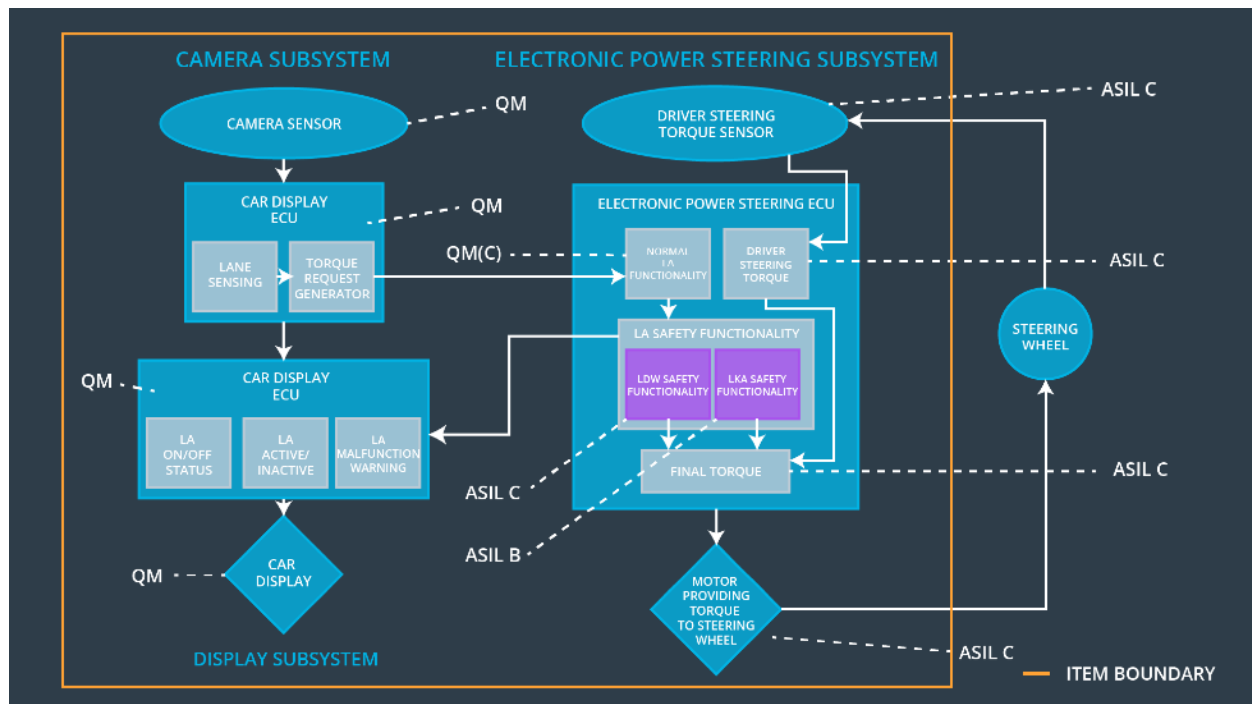 CAMERA SUBSYSTEM
ELECTRONIC POWER STEERING SUBSYSTEM
QM
CAMERA SENSOR
DRIVER STEERING
TORQUE SENSOR
ASIL C
CAR DISPLAY
ECU
QM
LANE
SENSING
TORQUE
REQUEST
GENERATOR
ELECTRONIC POWER STEERING ECU
QM(C)
NORMAL
LA
FUNCTIONALITY
DRIVER
STEERING
TORQUE
ASIL C
LA SAFETY FUNCTIONALITY
LDW SAFETY
FUNCTIONALITY
LKA SAFETY
FUNCTIONALITY
STEERING
WHEEL
QM
CAR DISPLAY
ECU
LA
ON/OFF
STATUS
LA
ACTIVE/
INACTIVE
LA
MALFUNCTION
WARNING
FINAL TORQUE
ASIL C
ASIL C
ASIL B
QM
CAR
DISPLAY
MOTOR
PROVIDING
TORQUE
TO STEERING
WHEEL
ASIL C
DISPLAY SUBSYSTEM
ITEM BOUNDARY